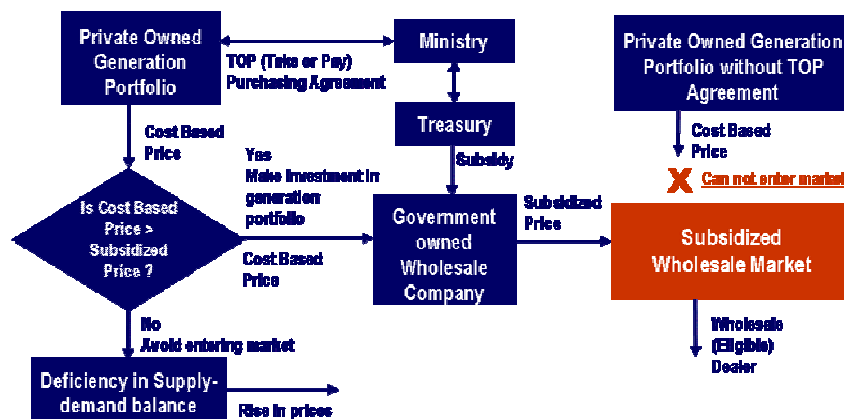 Private Owned
Generation
Portfolio
TOP (Take or Pay)
Purchasing Agreement
Ministry
Treasury
Subsidy
Private Owned Generation
Portfolio without TOP
Agreement
Cost Based
Price
X Can not enter market
Cost Based
Price
Is Cost Based
Price >
Subsidized
Price ?
Yes
Make investment in
generation
portfolio
Cost Based
Price
Government
owned
Wholesale
Company
Subsidized
Price
Subsidized
Wholesale Market
Wholesale
(Eligible)
Dealer
No
Avoid entering market
Deficiency in Supply-
demand balance
Rise in prices